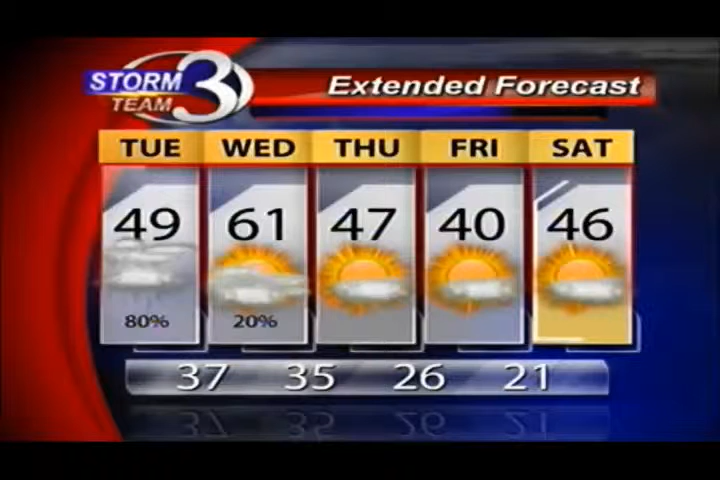 STORM TEAM 3
Extended Forecast
TUE WED THU FRI SAT
49 61 47 40 46
80% 20%
37 35 26 21